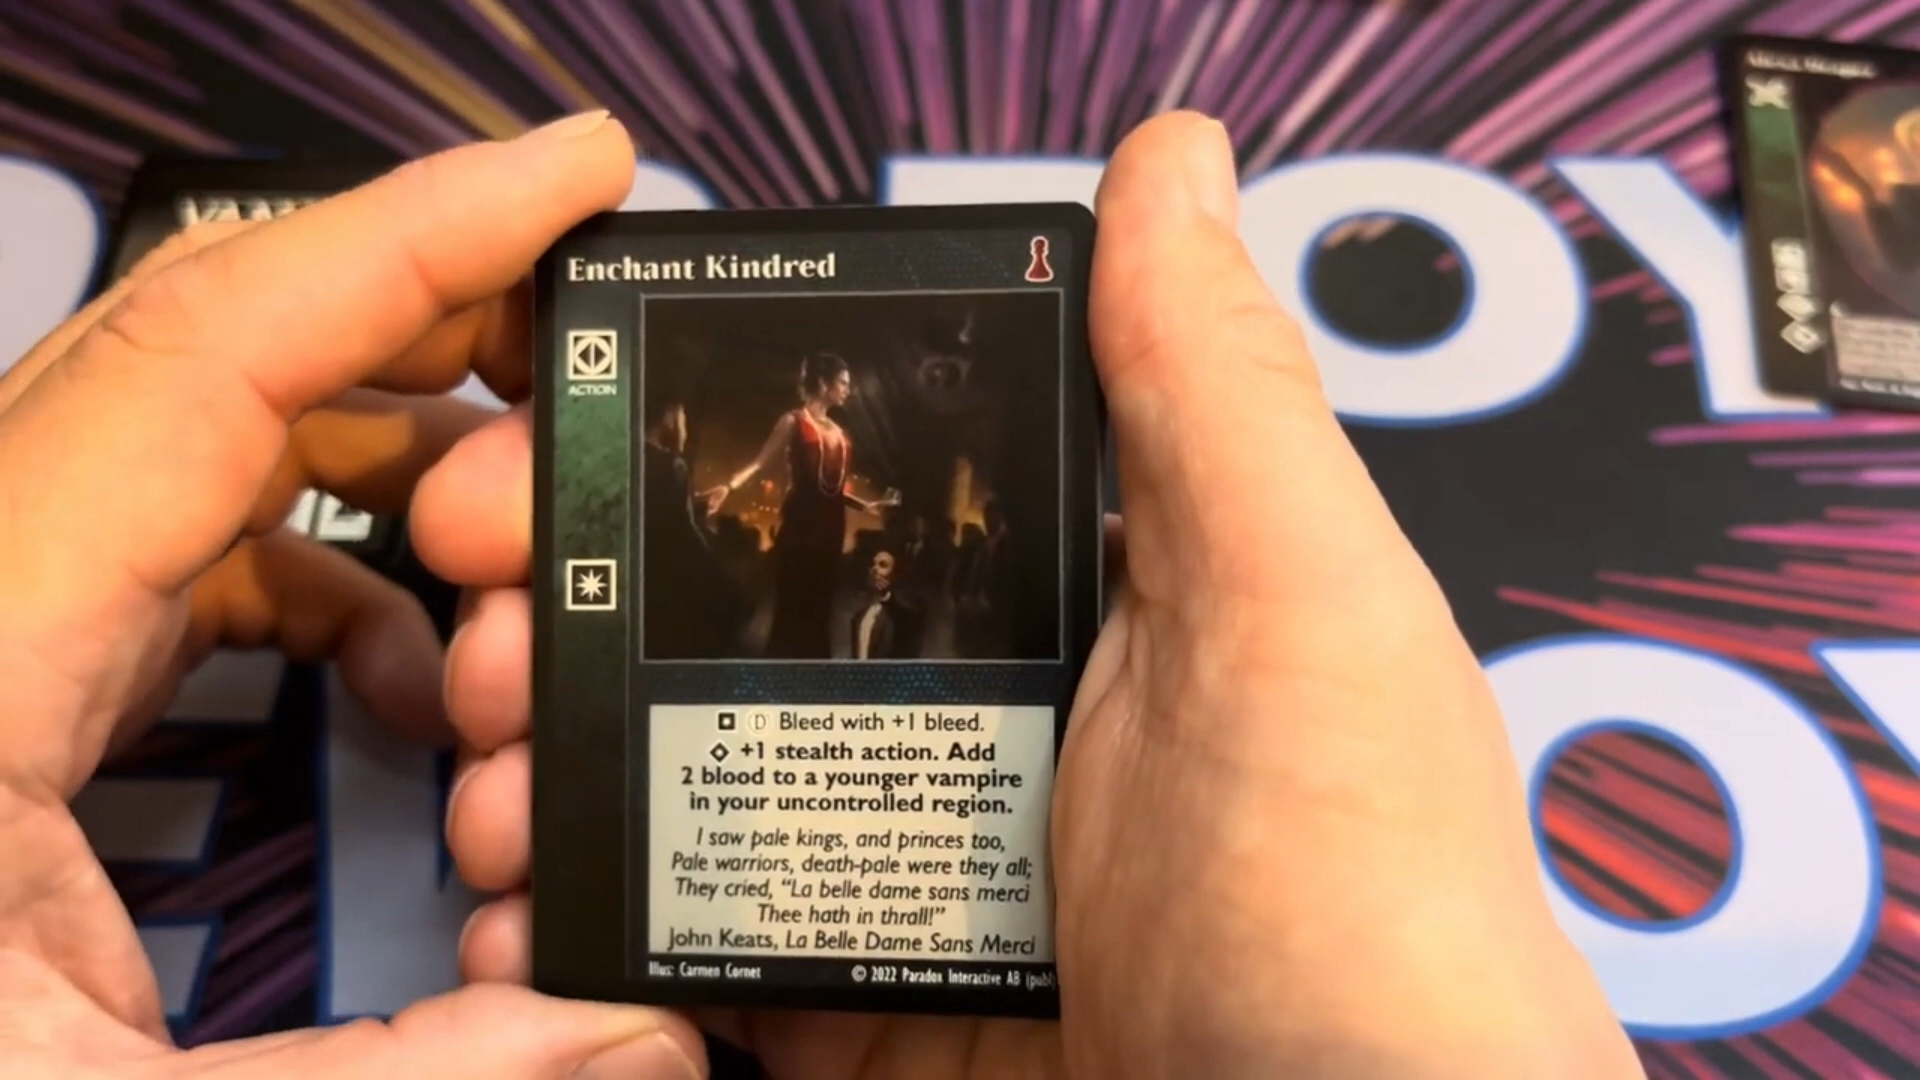 Enchant Kindred
ACTION
D Bleed with +1 bleed.
+1 stealth action. Add
2 blood to a younger vampire
in your uncontrolled region.
I saw pale kings, and princes too,
Pale warriors, death-pale were they all;
They cried, “La belle dame sans merci
Thee hath in thrall!”
John Keats, La Belle Dame Sans Merci
Illus: Carmen Cornet
© 2022 Paradox Interactive AB (publ)